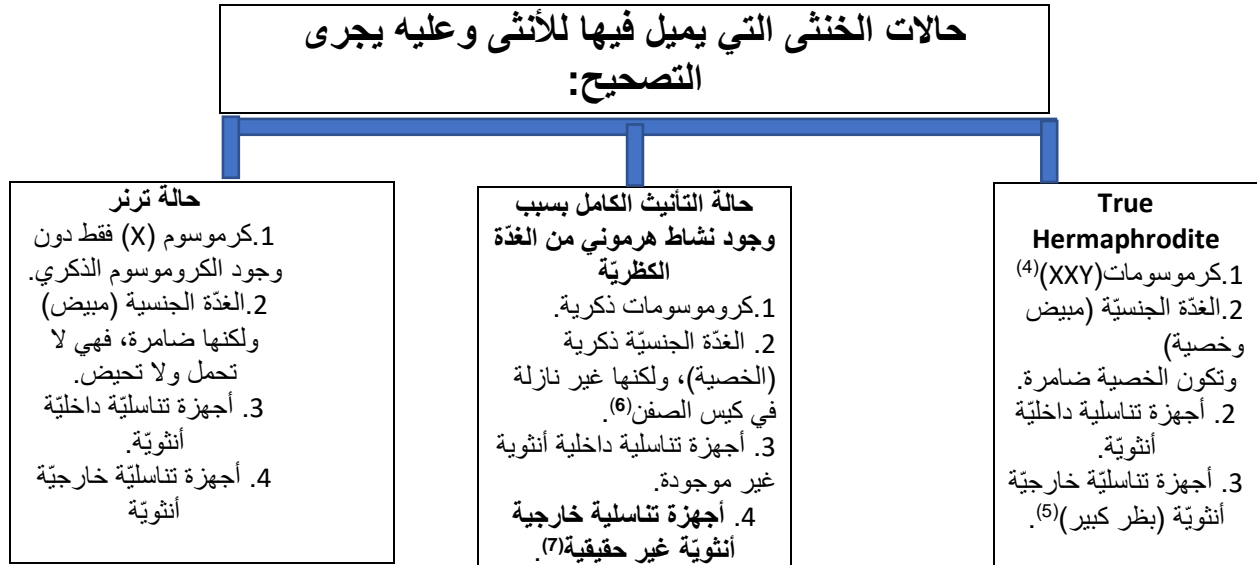 حالات الخنثى التي يميل فيها للأنثى وعليه يجرى
التصحيح:
True
Hermaphrodite
1.كرموسومات(XXY)(4)
2.الغدّة الجنسيّة (مبيض
وخصية)
وتكون الخصية ضامرة.
2. أجهزة تناسلية داخليّة
أنثويّة.
3. أجهزة تناسليّة خارجيّة
أنثويّة (بظر كبير)(5).
حالة التأنيث الكامل بسبب
وجود نشاط هرموني من الغدّة
الكظريّة
1.كروموسومات ذكرية.
2. الغدّة الجنسيّة ذكرية
(الخصية)، ولكنها غير نازلة
في كيس الصفن(6).
3. أجهزة تناسلية داخلية أنثوية
غير موجودة.
4. أجهزة تناسلية خارجية
أنثويّة غير حقيقية(7).
حالة ترنر
1.كرموسوم (X) فقط دون
وجود الكروموسوم الذكري.
2.الغدّة الجنسية (مبيض)
ولكنها ضامرة، فهي لا
تحمل ولا تحيض.
3. أجهزة تناسليّة داخليّة
أنثويّة.
4. أجهزة تناسليّة خارجيّة
أنثويّة